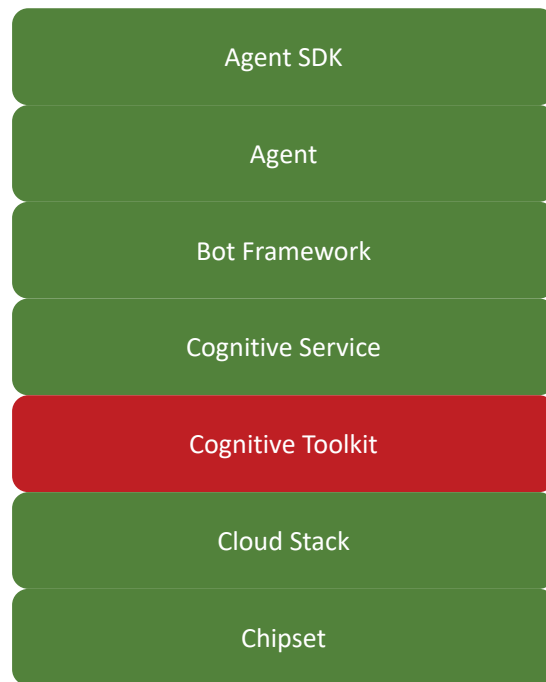 Agent SDK
Agent
Bot Framework
Cognitive Service
Cognitive Toolkit
Cloud Stack
Chipset